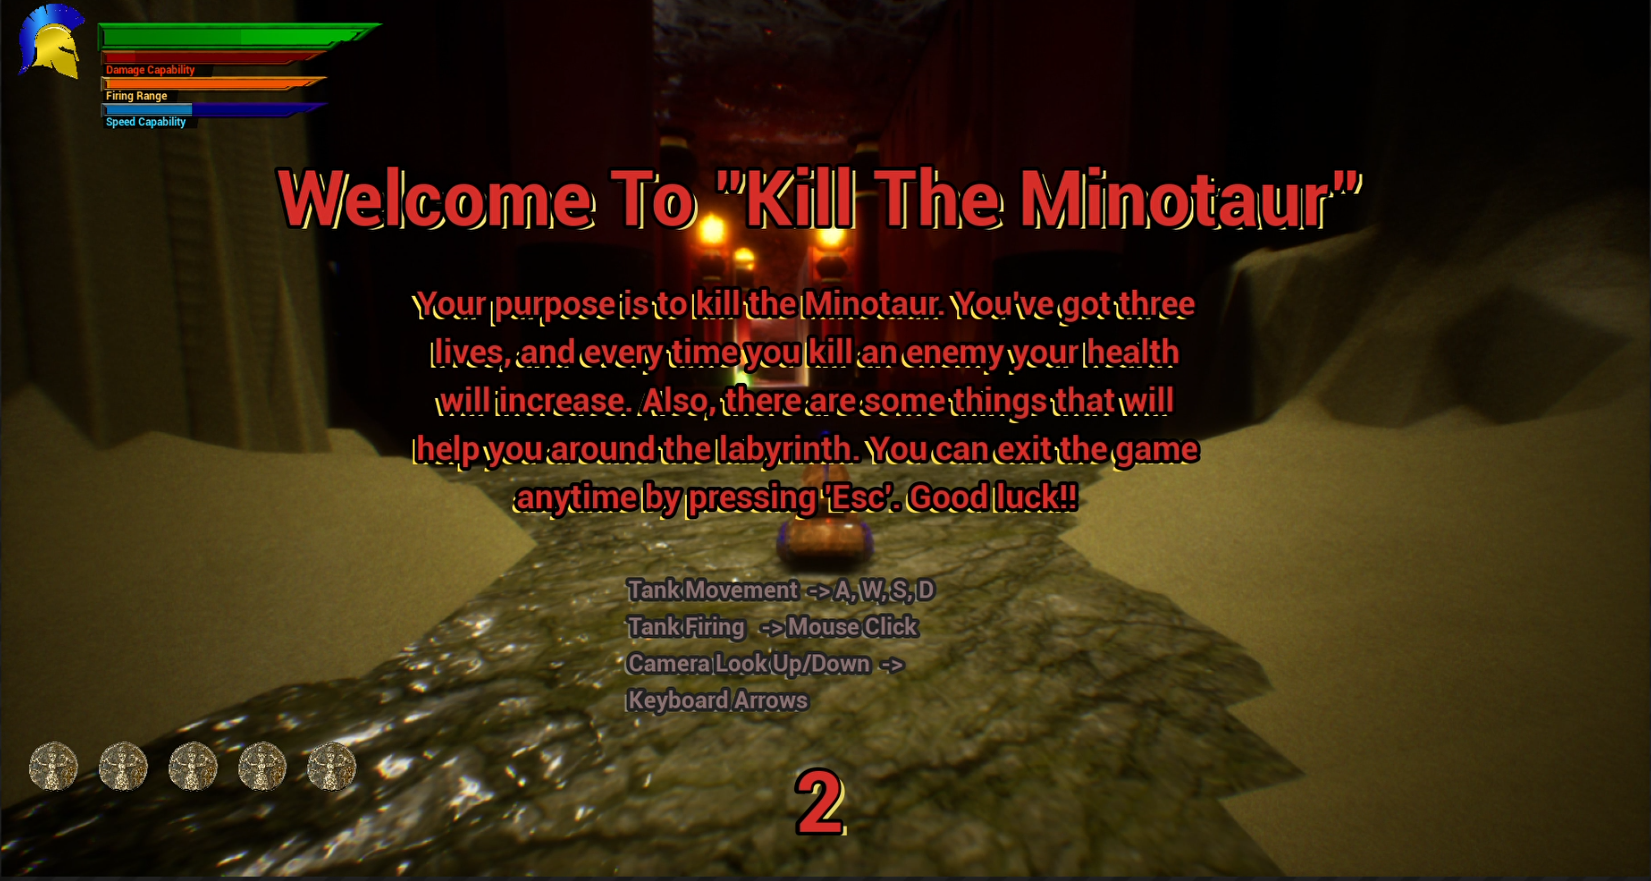 Damage Capability
Firing Range
Speed Capability
Welcome To "Kill The Minotaur"
Your purpose is to kill the Minotaur. You've got three
lives, and every time you kill an enemy your health
will increase. Also, there are some things that will
help you around the labyrinth. You can exit the game
anytime by pressing 'Esc'. Good luck!!
Tank Movement -> A, W, S, D
Tank Firing -> Mouse Click
Camera Look Up/Down ->
Keyboard Arrows
2